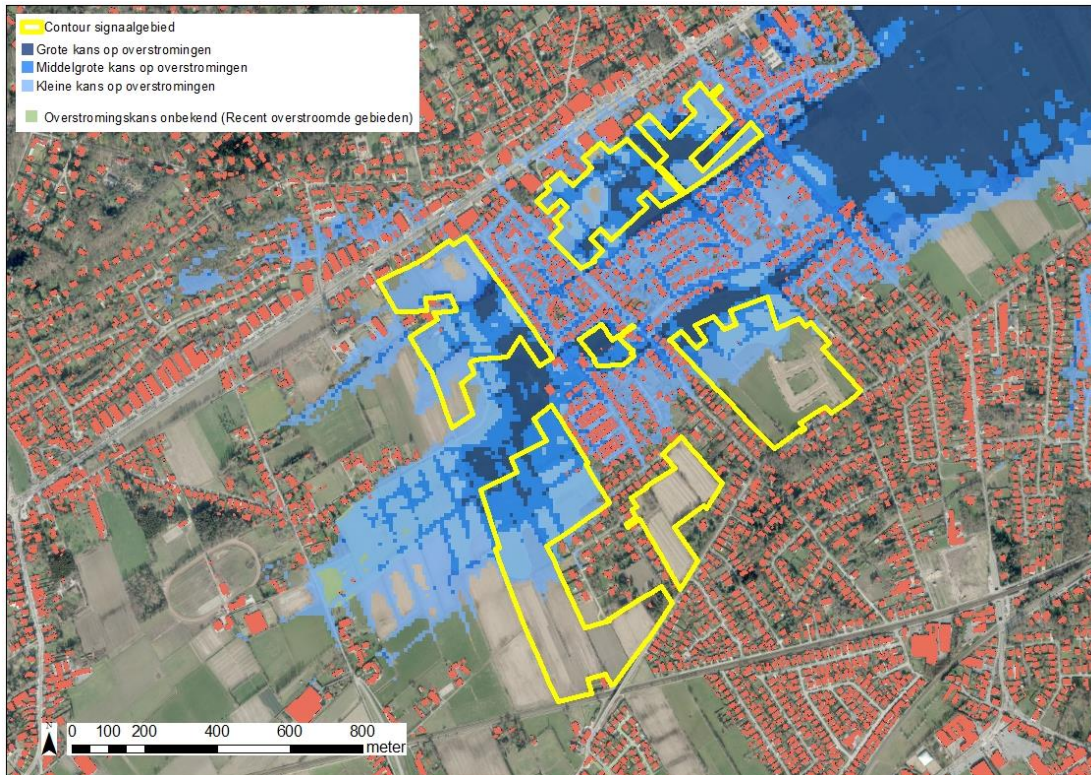 Contour signaalgebied
Grote kans op overstromingen
Middelgrote kans op overstromingen
Kleine kans op overstromingen
Overstromingskans onbekend (Recent overstroomde gebieden)
N
0 100 200 400 600 800
meter